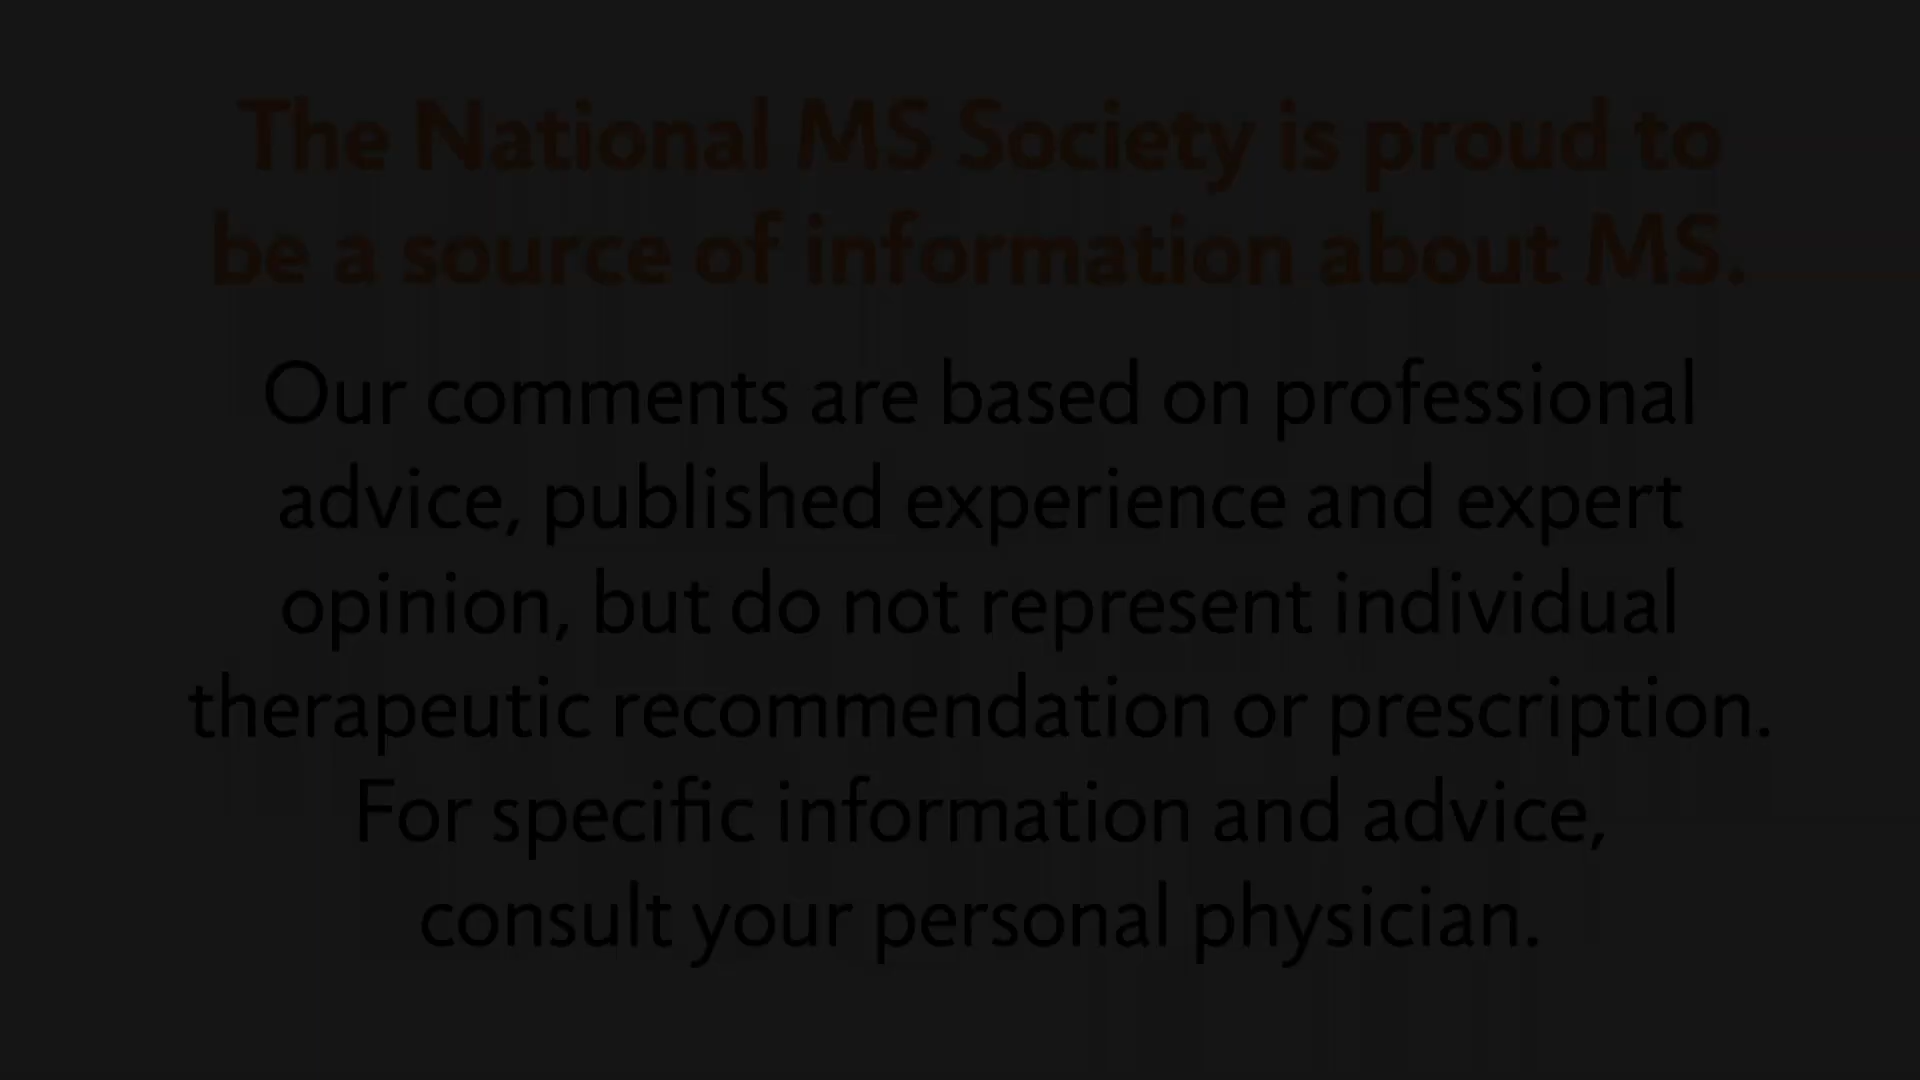 The National MS Society is proud to
be a source of information about MS.
Our comments are based on professional
advice, published experience and expert
opinion, but do not represent individual
therapeutic recommendation or prescription.
For specific information and advice,
consult your personal physician.